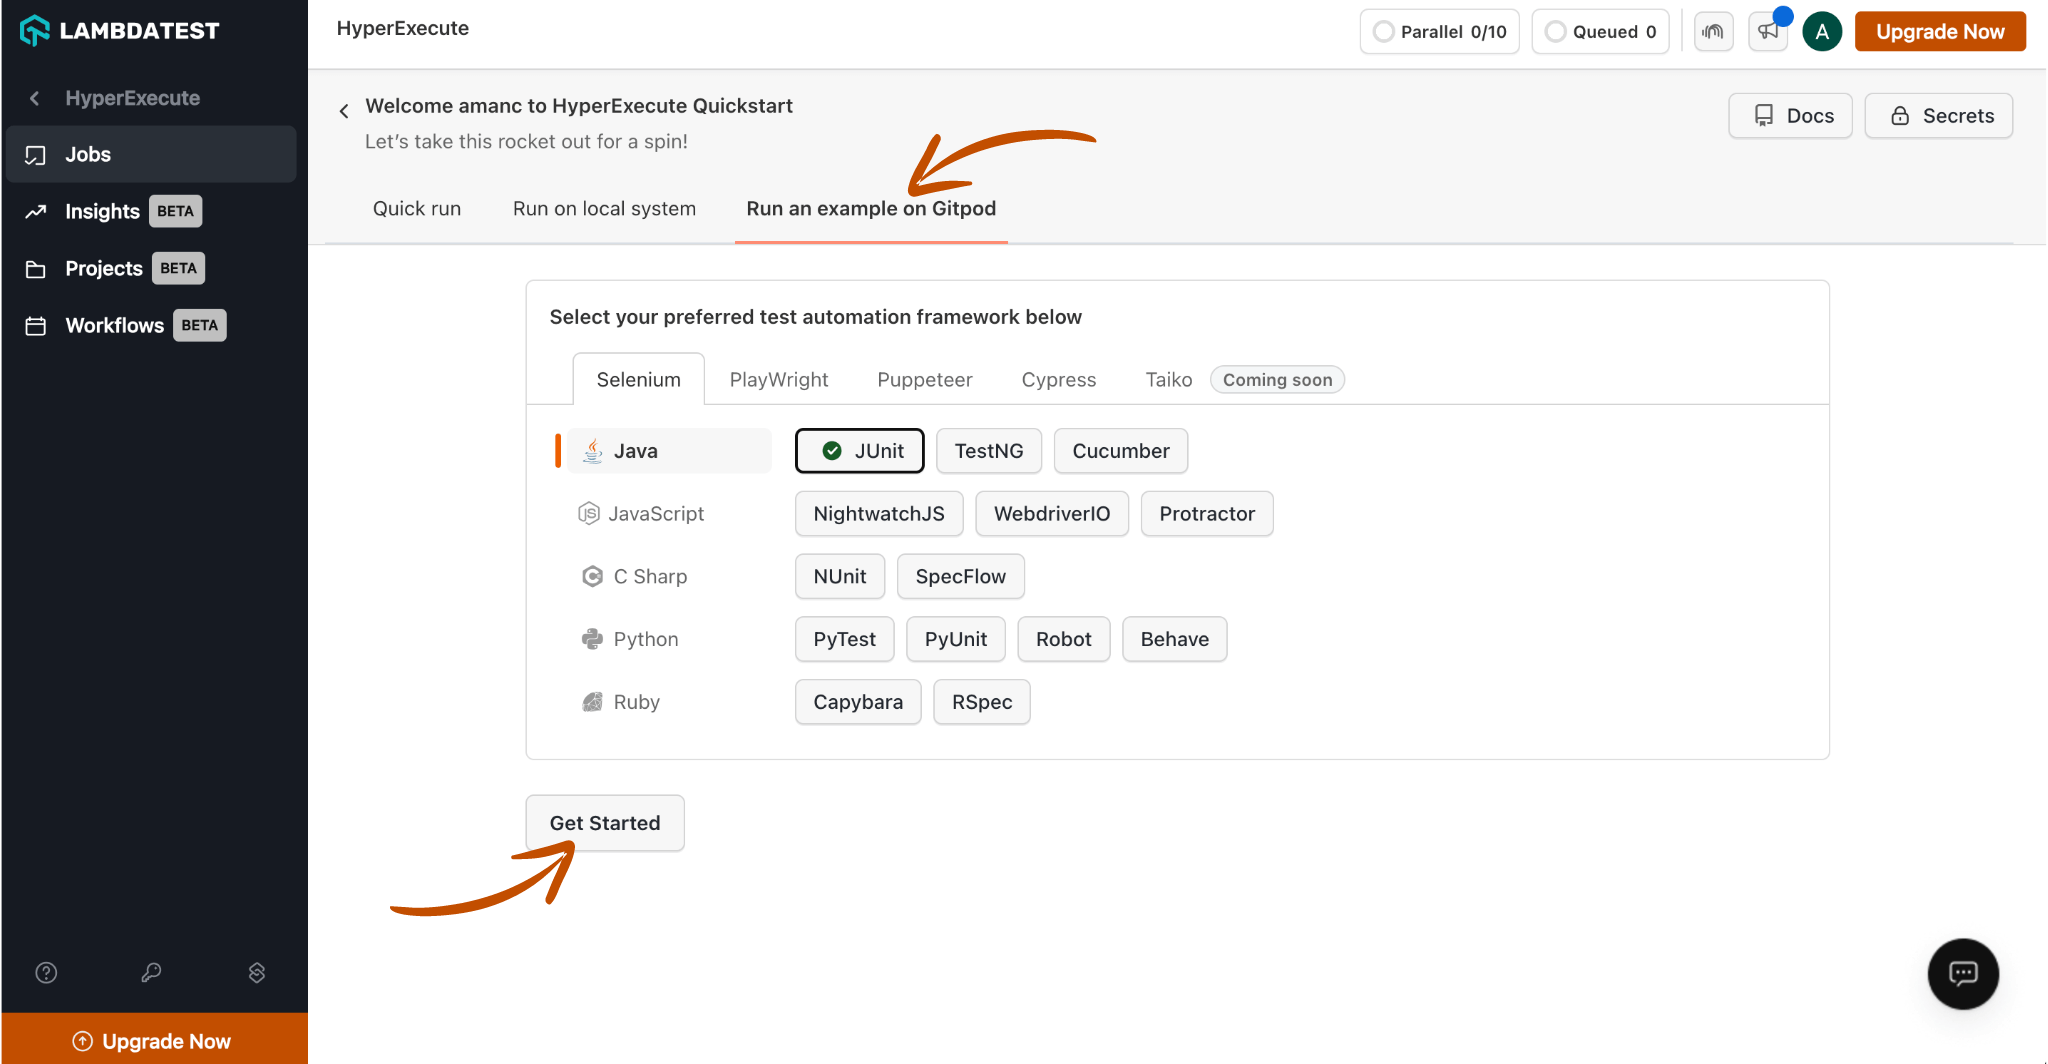 LAMBDATEST
HyperExecute
Jobs
Insights BETA
Projects BETA
Workflows BETA
Upgrade Now
HyperExecute
Parallel 0/10
Queued 0
A
Upgrade Now
Welcome amanc to HyperExecute Quickstart
Let's take this rocket out for a spin!
Docs
Secrets
Quick run
Run on local system
Run an example on Gitpod
Select your preferred test automation framework below
Selenium
PlayWright
Puppeteer
Cypress
Taiko
Coming soon
Java
JUnit
TestNG
Cucumber
JS
JavaScript
NightwatchJS
WebdriverIO
Protractor
C Sharp
NUnit
SpecFlow
Python
PyTest
PyUnit
Robot
Behave
Ruby
Capybara
RSpec
Get Started